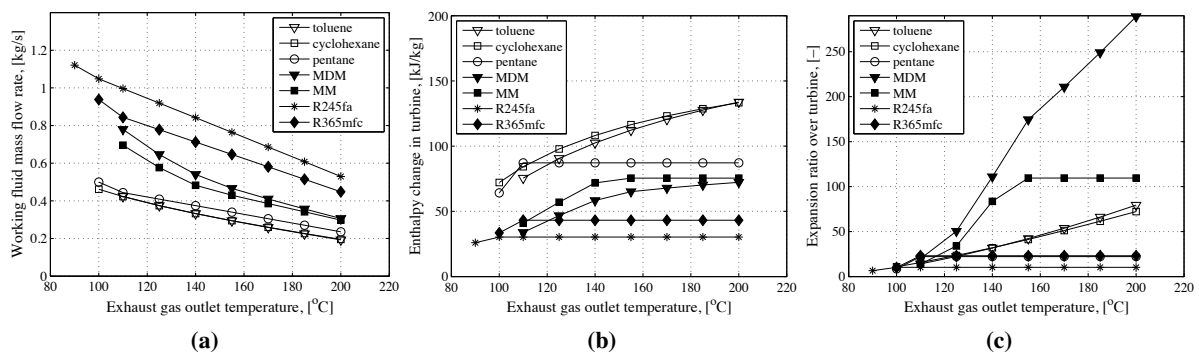 Working fluid mass flow rate, [kg/s]
1.2
1
0.8
0.6
0.4
0.2
0
80 100 120 140 160 180 200 220
Exhaust gas outlet temperature, [°C]
toluene
cyclohexane
pentane
MDM
MM
R245fa
R365mfc
(a)
Enthalpy change in turbine, [kJ/kg]
200
150
100
50
0
80 100 120 140 160 180 200 220
Exhaust gas outlet temperature, [°C]
toluene
cyclohexane
pentane
MDM
MM
R245fa
R365mfc
(b)
Expansion ratio over turbine, [−]
250
200
150
100
50
0
80 100 120 140 160 180 200 220
Exhaust gas outlet temperature, [°C]
toluene
cyclohexane
pentane
MDM
MM
R245fa
R365mfc
(c)